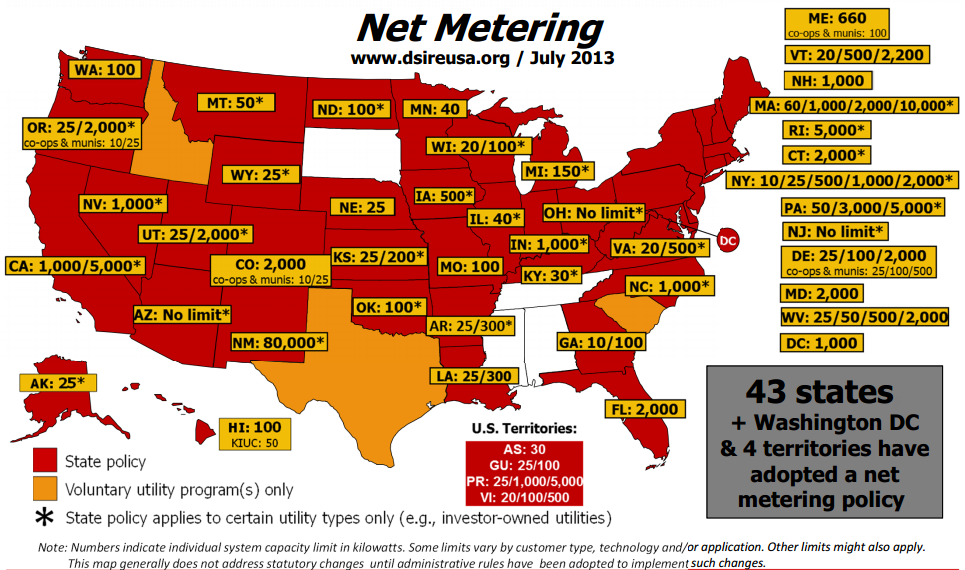 Net Metering
www.dsireusa.org / July 2013
WA: 100
OR: 25/2,000*
co-ops & munis: 10/25
MT: 50*
ND: 100*
MN: 40
WI: 20/100*
MI: 150*
WY: 25*
NV: 1,000*
UT: 25/2,000*
CA: 1,000/5,000*
CO: 2,000
co-ops & munis: 10/25
NE: 25
IA: 500*
IL: 40*
OH: No limit*
IN: 1,000*
KS: 25/200*
MO: 100
KY: 30*
VA: 20/500*
DC
NC: 1,000*
AZ: No limit*
NM: 80,000*
OK: 100*
AR: 25/300*
GA: 10/100
LA: 25/300
FL: 2,000
AK: 25*
HI: 100
KIUC: 50
ME: 660
co-ops & munis: 100
VT: 20/500/2,200
NH: 1,000
MA: 60/1,000/2,000/10,000*
RI: 5,000*
CT: 2,000*
NY: 10/25/500/1,000/2,000*
PA: 50/3,000/5,000*
NJ: No limit*
DE: 25/100/2,000
co-ops & munis: 25/100/500
MD: 2,000
WV: 25/50/500/2,000
DC: 1,000
43 states
+ Washington DC
& 4 territories have
adopted a net
metering policy
U.S. Territories:
AS: 30
GU: 25/100
PR: 25/1,000/5,000
VI: 20/100/500
State policy
Voluntary utility program(s) only
* State policy applies to certain utility types only (e.g., investor-owned utilities)
Note: Numbers indicate individual system capacity limit in kilowatts. Some limits vary by customer type, technology and/or application. Other limits might also apply.
This map generally does not address statutory changes until administrative rules have been adopted to implement such changes.